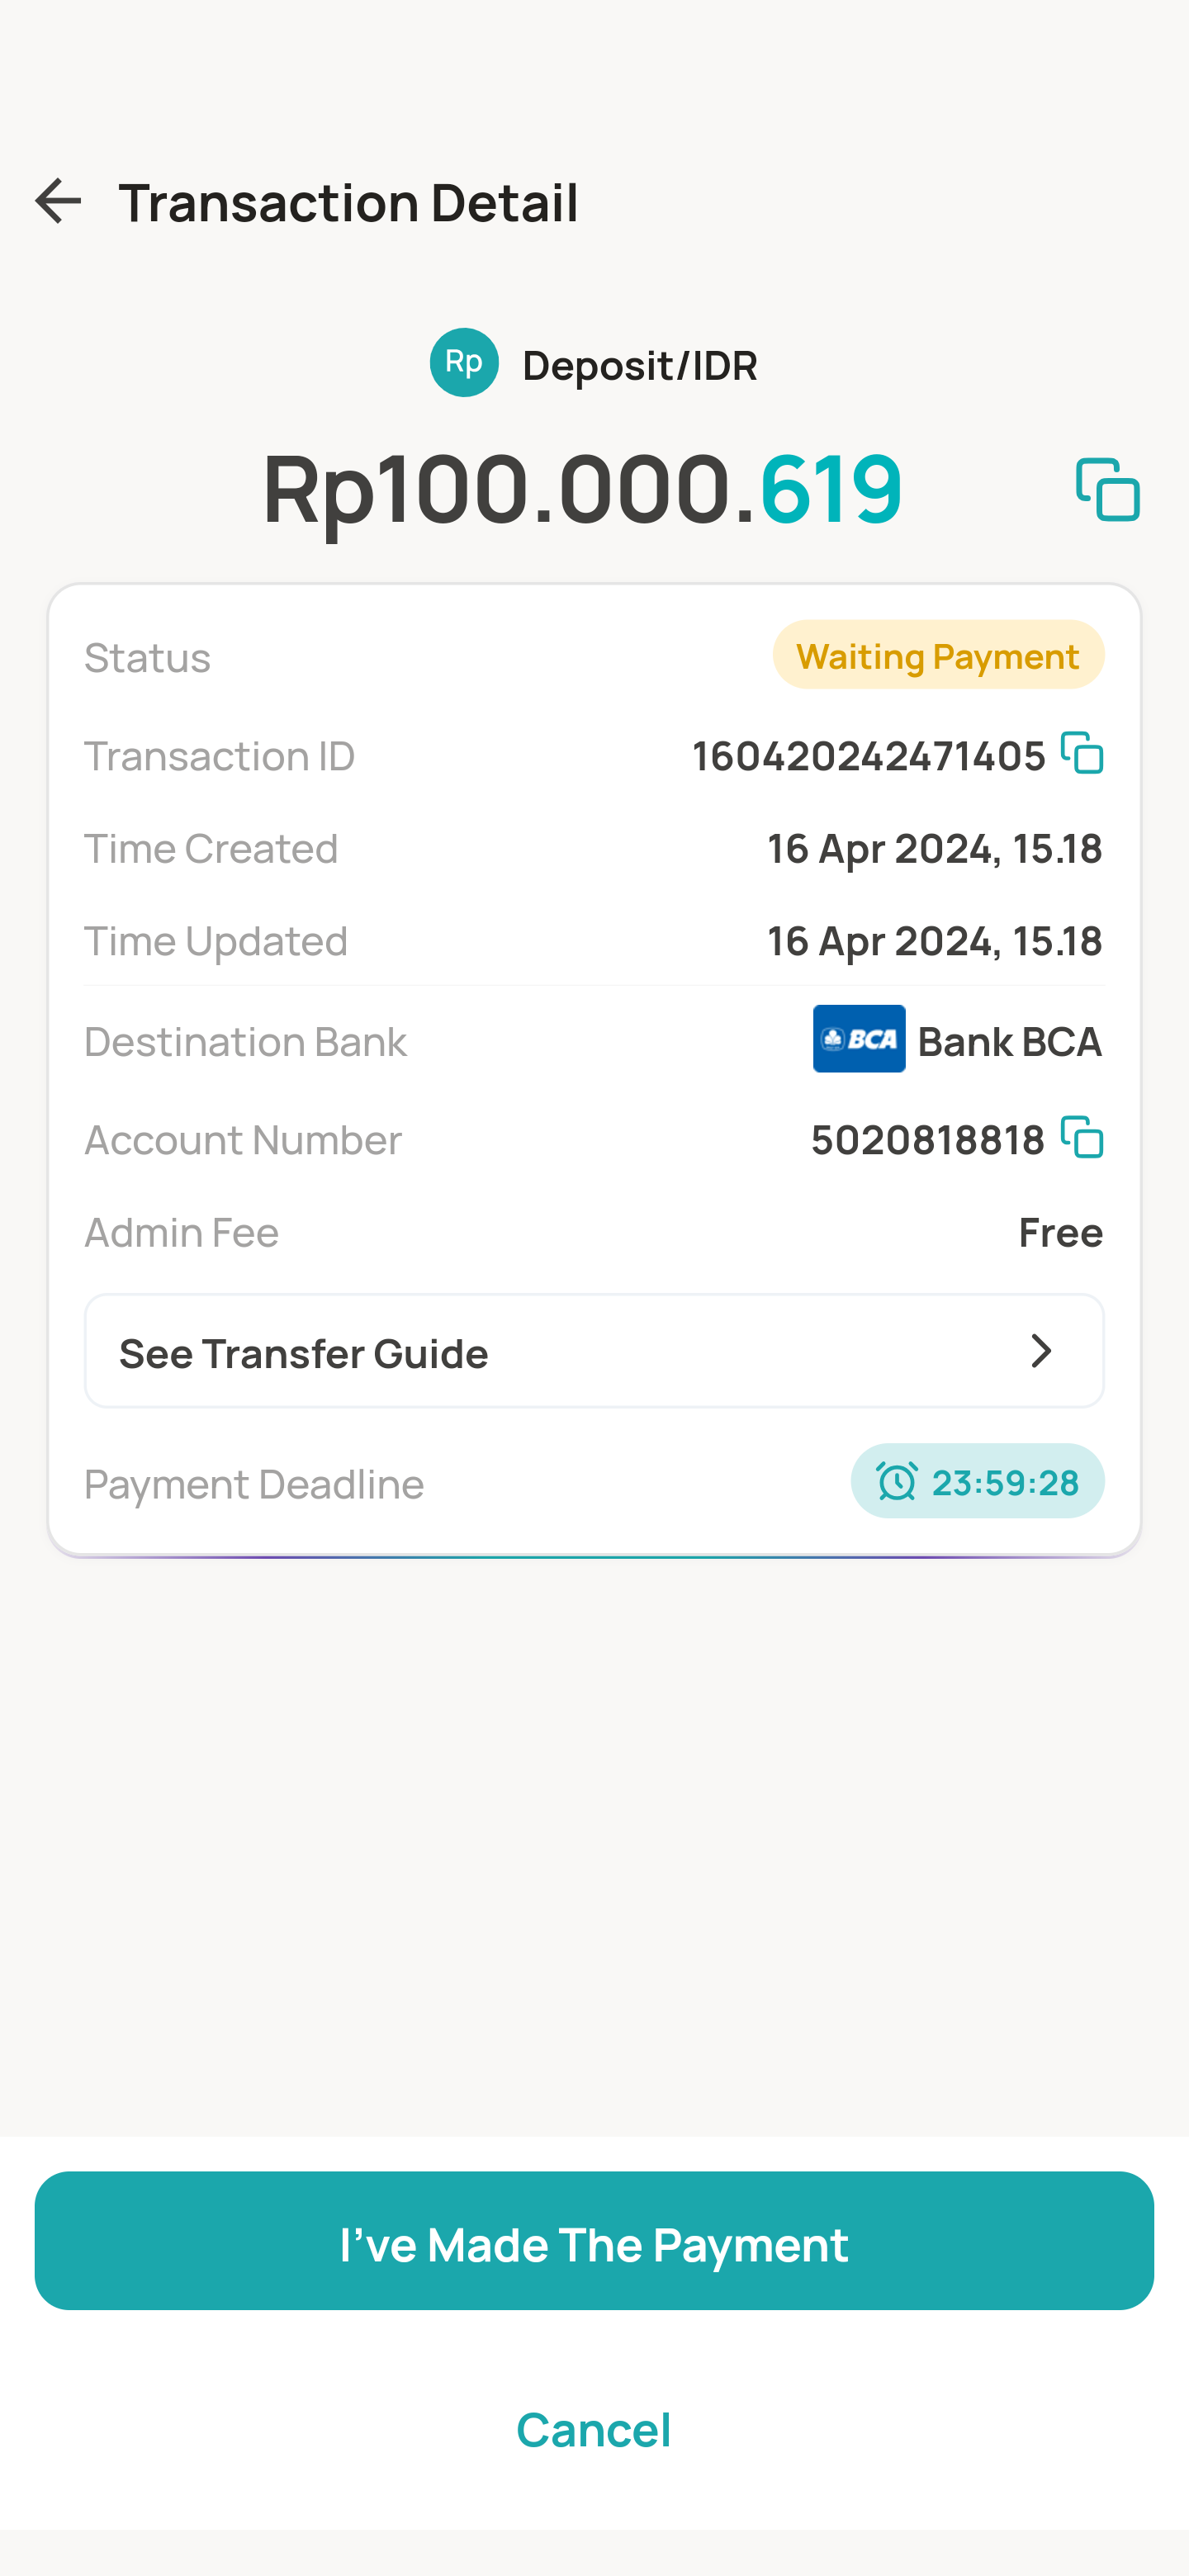 Transaction Detail
Rp Deposit/IDR
Rp100.000.619
Status Waiting Payment
Transaction ID 160420242471405
Time Created 16 Apr 2024, 15.18
Time Updated 16 Apr 2024, 15.18
Destination Bank BCA Bank BCA
Account Number 5020818818
Admin Fee Free
See Transfer Guide
Payment Deadline 23:59:28
I've Made The Payment
Cancel